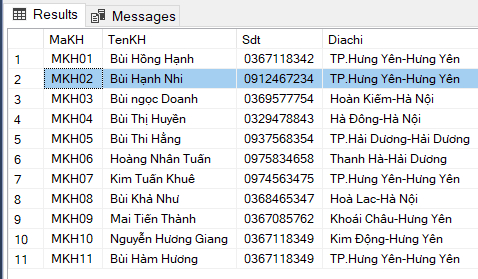 Results Messages
MaKH TenKH Sdt Diachi
1 MKH01 Bùi Hồng Hạnh 0367118342 TP.Hưng Yên-Hưng Yên
2 MKH02 Bùi Hạnh Nhi 0912467234 TP.Hưng Yên-Hưng Yên
3 MKH03 Bùi ngọc Doanh 0369577754 Hoàn Kiếm-Hà Nội
4 MKH04 Bùi Thị Huyền 0329478843 Hà Đông-Hà Nội
5 MKH05 Bùi Thi Hằng 0937568354 TP.Hải Dương-Hải Dương
6 MKH06 Hoàng Nhân Tuấn 0975834658 Thanh Hà-Hải Dương
7 MKH07 Kim Tuấn Khuê 0974563475 TP.Hưng Yên-Hưng Yên
8 MKH08 Bùi Khả Như 0368465347 Hoà Lac-Hà Nội
9 MKH09 Mai Tiến Thành 0367085762 Khoái Châu-Hưng Yên
10 MKH10 Nguyễn Hương Giang 0367118349 Kim Động-Hưng Yên
11 MKH11 Bùi Hàm Hương 0367118349 TP.Hưng Yên-Hưng Yên